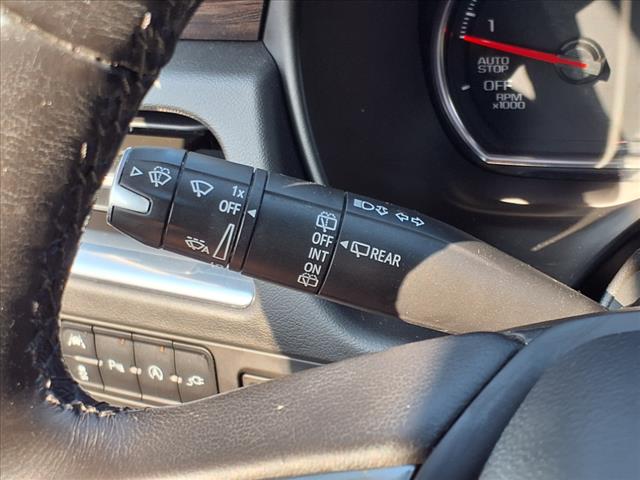 1
AUTO
STOP
OFF
RPM
x1000
1x
OFF
A
OFF
INT
ON
REAR
P
A